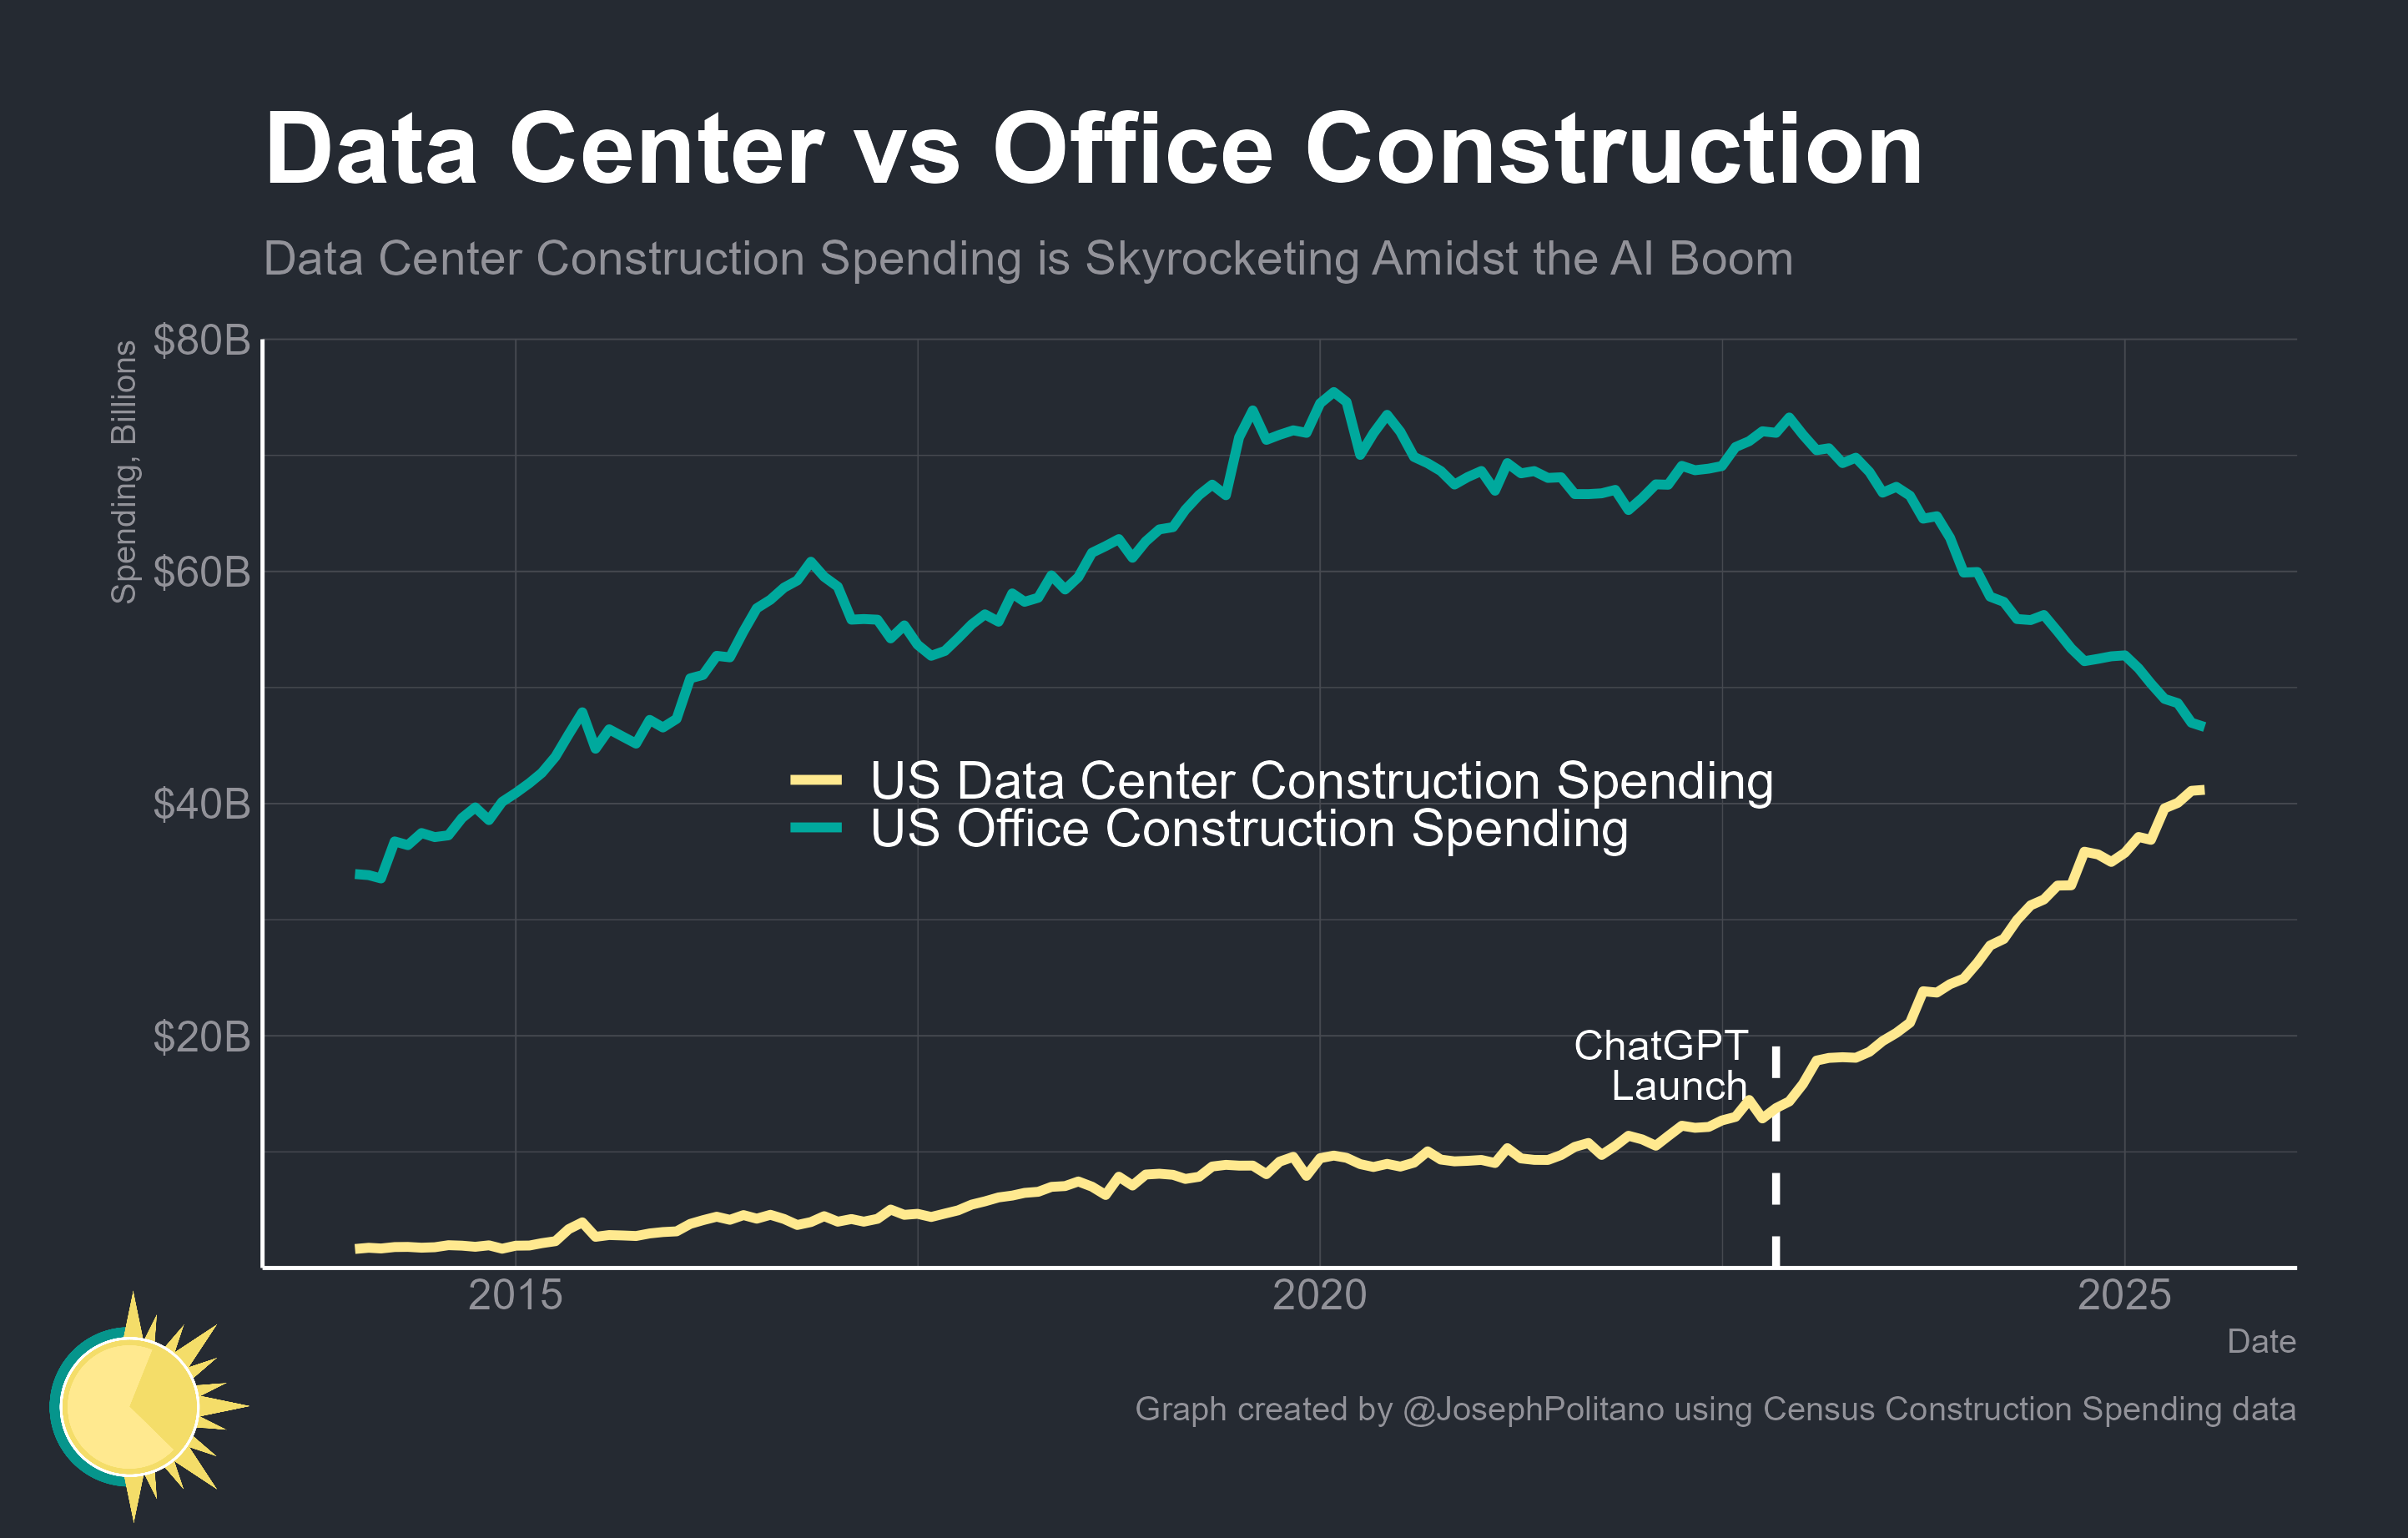 Data Center vs Office Construction
Data Center Construction Spending is Skyrocketing Amidst the AI Boom
Spending, Billions
$80B
$60B
$40B
$20B
US Data Center Construction Spending
US Office Construction Spending
ChatGPT
Launch
2015
2020
2025
Date
Graph created by @JosephPolitano using Census Construction Spending data